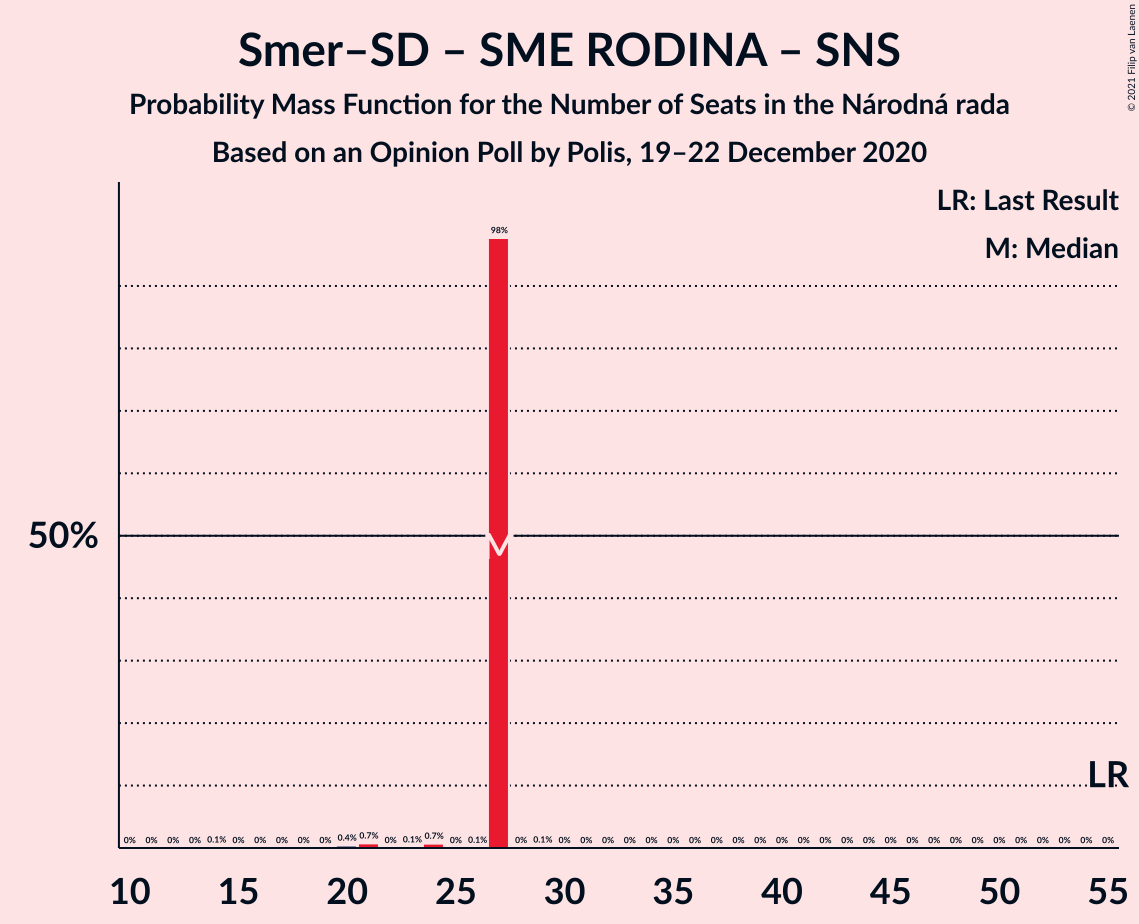 Smer–SD – SME RODINA – SNS
Probability Mass Function for the Number of Seats in the Národná rada
Based on an Opinion Poll by Polis, 19–22 December 2020
© 2021 Filip van Laenen
LR: Last Result
M: Median
98%
50%
M
LR
0% 0% 0% 0% 0.1% 0% 0% 0% 0% 0% 0.4% 0.7% 0% 0.1% 0.7% 0% 0.1% 0% 0.1% 0% 0% 0% 0% 0% 0% 0% 0% 0% 0% 0% 0% 0% 0% 0% 0% 0% 0% 0% 0% 0% 0% 0% 0% 0% 0%
10 15 20 25 30 35 40 45 50 55